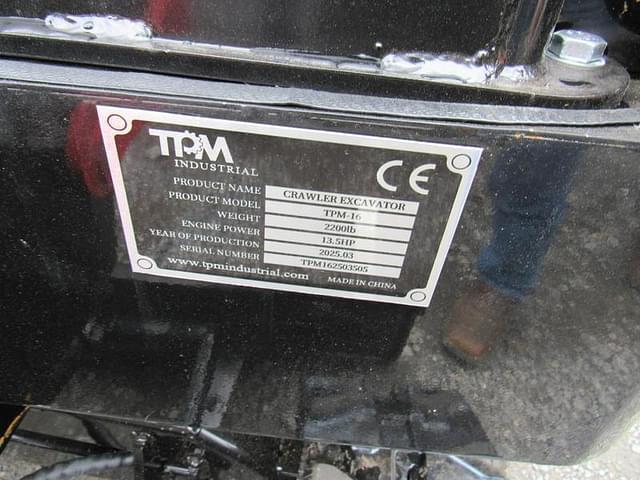 TPM
INDUSTRIAL
CE
PRODUCT NAME CRAWLER EXCAVATOR
PRODUCT MODEL TPM-16
WEIGHT 2200lb
ENGINE POWER 13.5HP
YEAR OF PRODUCTION 2025.03
SERIAL NUMBER TPM162503505
www.tpmindustrial.com MADE IN CHINA